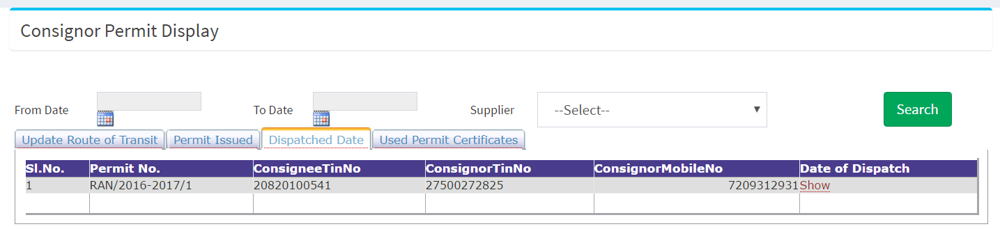 Consignor Permit Display
From Date To Date Supplier --Select-- Search
Update Route of Transit Permit Issued Dispatched Date Used Permit Certificates
Sl.No. Permit No. ConsigneeTinNo ConsignorTinNo ConsignorMobileNo Date of Dispatch
1 RAN/2016-2017/1 20820100541 27500272825 7209312931 Show